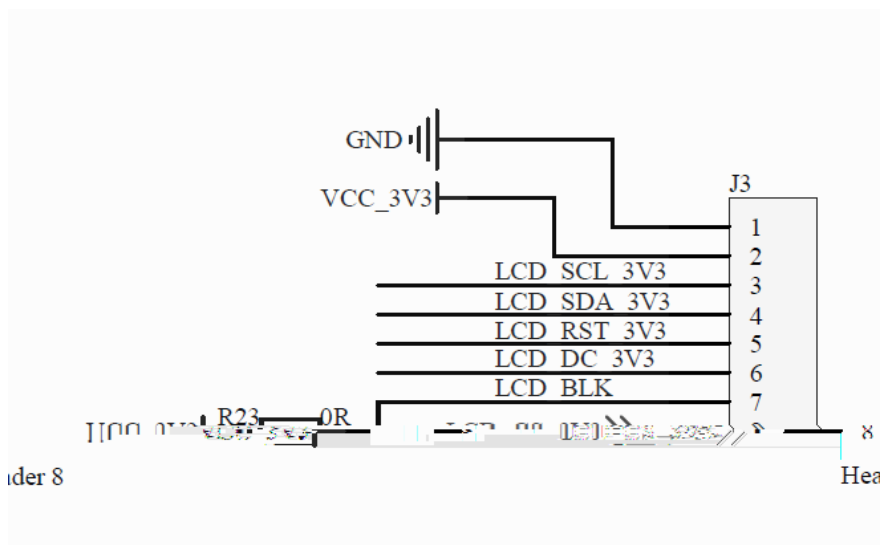 GND
VCC_3V3
J3
1
2
LCD_SCL_3V3
3
LCD_SDA_3V3
4
LCD_RST_3V3
5
LCD_DC_3V3
6
LCD_BLK
7
R23 0R
8
ader 8
Hea